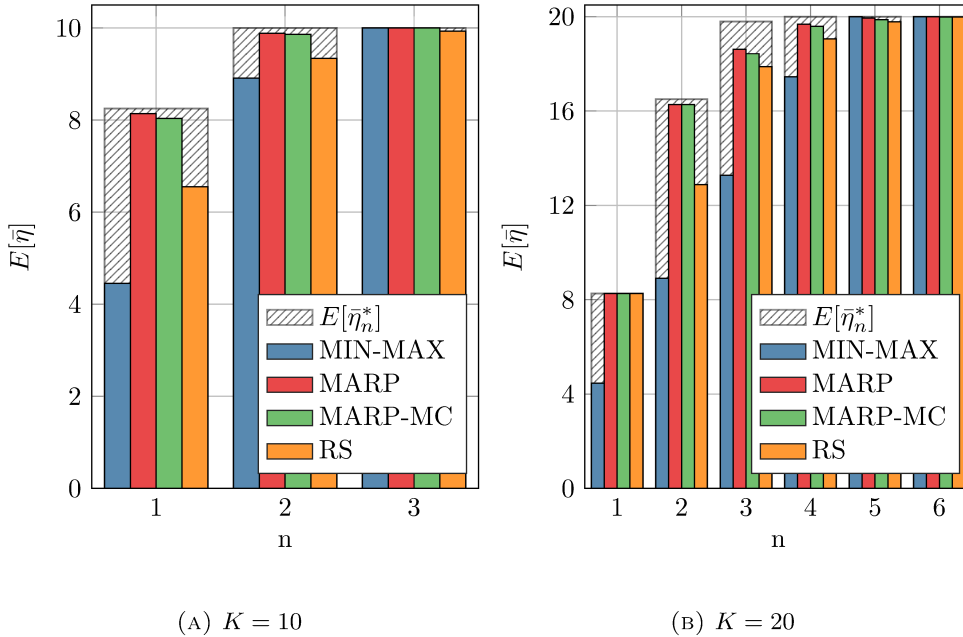 10
8
6
4
2
0
E[η̄]
1 2 3
n
E[η̄*ₙ]
MIN-MAX
MARP
MARP-MC
RS
(A) K = 10
20
16
12
8
4
0
E[η̄]
1 2 3 4 5 6
n
E[η̄*ₙ]
MIN-MAX
MARP
MARP-MC
RS
(B) K = 20